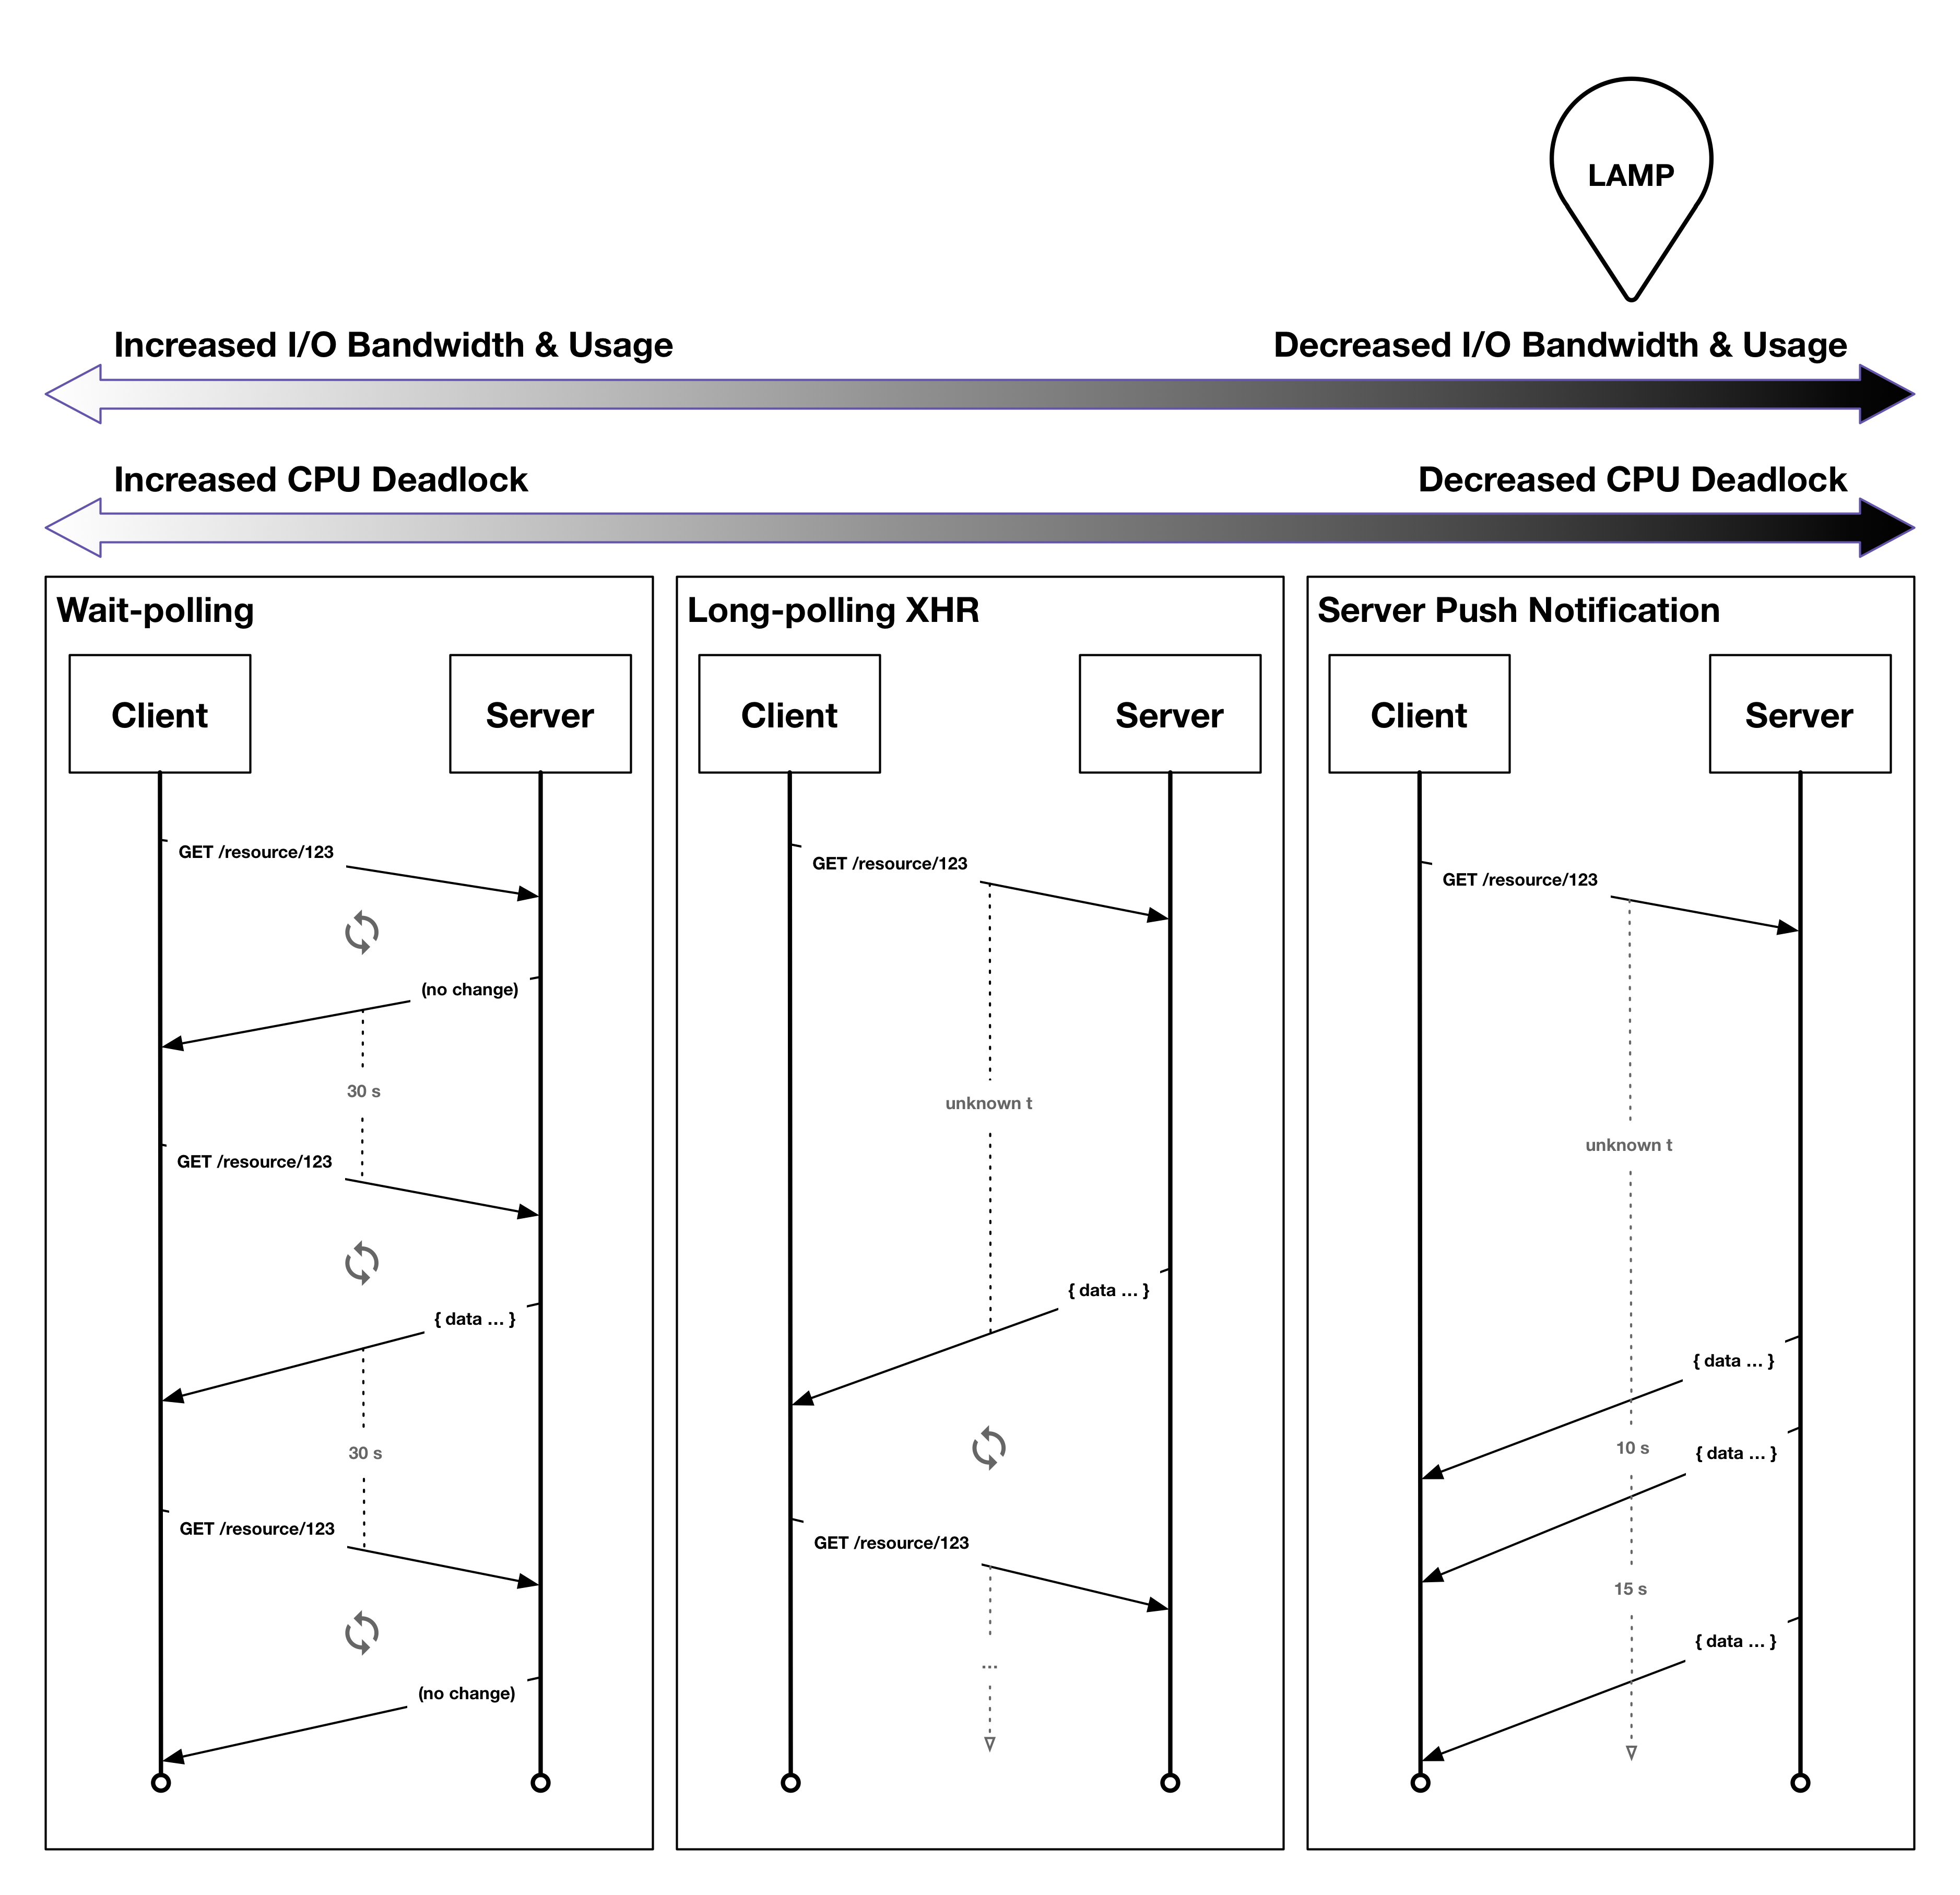 LAMP
Increased I/O Bandwidth & Usage
Decreased I/O Bandwidth & Usage
Increased CPU Deadlock
Decreased CPU Deadlock
Wait-polling
Client
Server
GET /resource/123
(no change)
30 s
GET /resource/123
{ data ... }
30 s
GET /resource/123
(no change)
Long-polling XHR
Client
Server
GET /resource/123
unknown t
{ data ... }
GET /resource/123
...
Server Push Notification
Client
Server
GET /resource/123
unknown t
{ data ... }
10 s
{ data ... }
15 s
{ data ... }